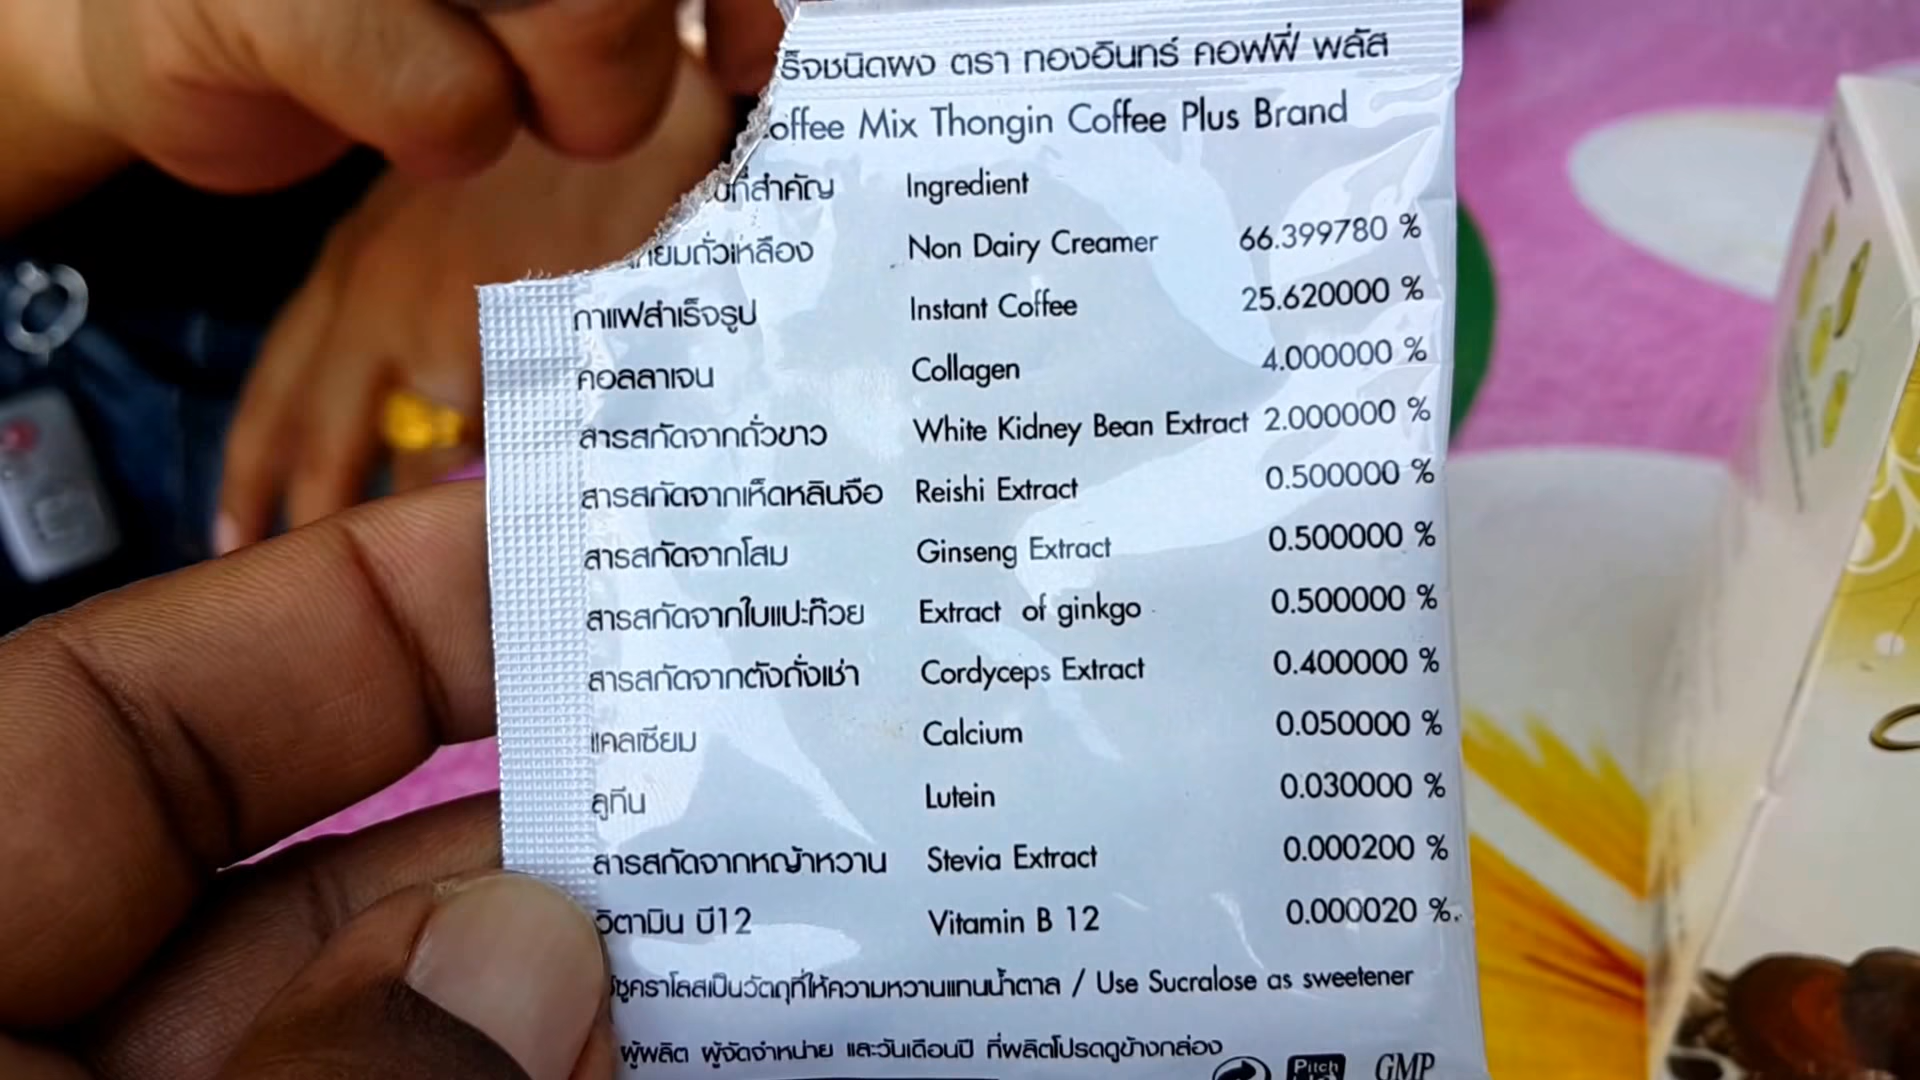 ร็จชนิดผง ตรา ทองอินทร์ คอฟฟี่ พลัส
offee Mix Thongin Coffee Plus Brand
ที่สำคัญ Ingredient
ถั่วเหลือง Non Dairy Creamer 66.399780 %
กาแฟสำเร็จรูป Instant Coffee 25.620000 %
คอลลาเจน Collagen 4.000000 %
สารสกัดจากถั่วขาว White Kidney Bean Extract 2.000000 %
สารสกัดจากเห็ดหลินจือ Reishi Extract 0.500000 %
สารสกัดจากโสม Ginseng Extract 0.500000 %
สารสกัดจากใบแปะก๊วย Extract of ginkgo 0.500000 %
สารสกัดจากตังถั่งเช่า Cordyceps Extract 0.400000 %
แคลเซียม Calcium 0.050000 %
ลูทีน Lutein 0.030000 %
สารสกัดจากหญ้าหวาน Stevia Extract 0.000200 %
วิตามิน บี12 Vitamin B 12 0.000020 %.
ซูคราโลสเป็นวัตถุที่ให้ความหวานแทนน้ำตาล / Use Sucralose as sweetener
ผู้ผลิต ผู้จัดจำหน่าย และวันเดือนปี ที่ผลิตโปรดดูข้างกล่อง
Pitch GMP